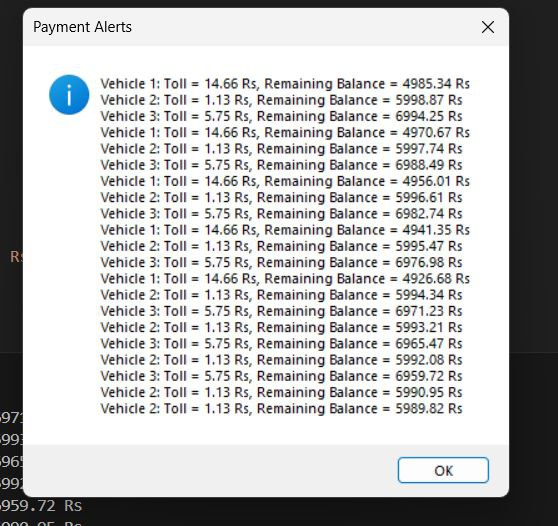 Payment Alerts
Vehicle 1: Toll = 14.66 Rs, Remaining Balance = 4985.34 Rs
Vehicle 2: Toll = 1.13 Rs, Remaining Balance = 5998.87 Rs
Vehicle 3: Toll = 5.75 Rs, Remaining Balance = 6994.25 Rs
Vehicle 1: Toll = 14.66 Rs, Remaining Balance = 4970.67 Rs
Vehicle 2: Toll = 1.13 Rs, Remaining Balance = 5997.74 Rs
Vehicle 3: Toll = 5.75 Rs, Remaining Balance = 6988.49 Rs
Vehicle 1: Toll = 14.66 Rs, Remaining Balance = 4956.01 Rs
Vehicle 2: Toll = 1.13 Rs, Remaining Balance = 5996.61 Rs
Vehicle 3: Toll = 5.75 Rs, Remaining Balance = 6982.74 Rs
Vehicle 1: Toll = 14.66 Rs, Remaining Balance = 4941.35 Rs
Vehicle 2: Toll = 1.13 Rs, Remaining Balance = 5995.47 Rs
Vehicle 3: Toll = 5.75 Rs, Remaining Balance = 6976.98 Rs
Vehicle 1: Toll = 14.66 Rs, Remaining Balance = 4926.68 Rs
Vehicle 2: Toll = 1.13 Rs, Remaining Balance = 5994.34 Rs
Vehicle 3: Toll = 5.75 Rs, Remaining Balance = 6971.23 Rs
Vehicle 2: Toll = 1.13 Rs, Remaining Balance = 5993.21 Rs
Vehicle 3: Toll = 5.75 Rs, Remaining Balance = 6965.47 Rs
Vehicle 2: Toll = 1.13 Rs, Remaining Balance = 5992.08 Rs
Vehicle 3: Toll = 5.75 Rs, Remaining Balance = 6959.72 Rs
Vehicle 2: Toll = 1.13 Rs, Remaining Balance = 5990.95 Rs
Vehicle 2: Toll = 1.13 Rs, Remaining Balance = 5989.82 Rs
OK
959.72 Rs